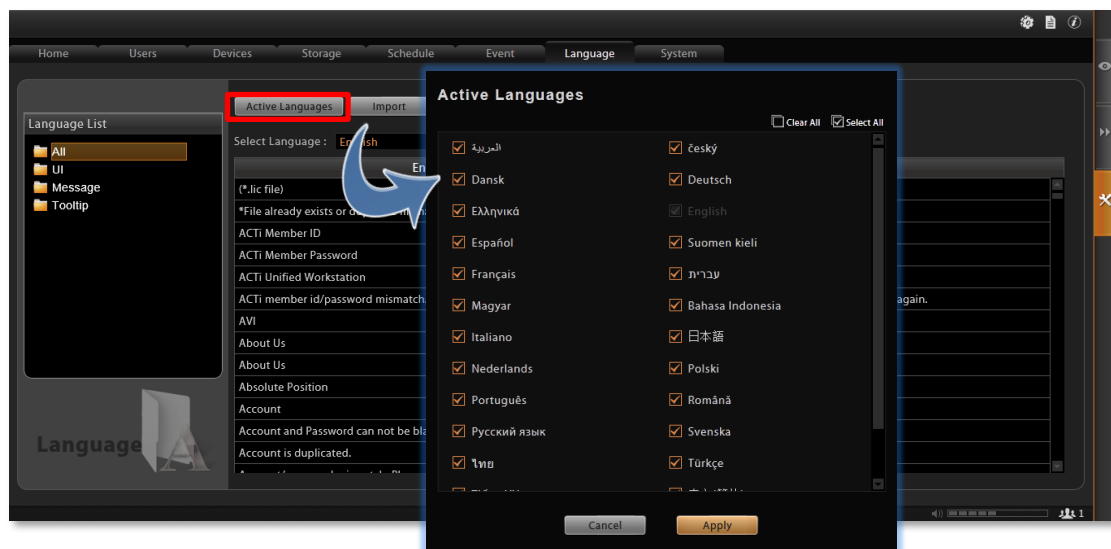 Home Users Devices Storage Schedule Event Language System
Active Languages Import
Language List
All
UI
Message
Tooltip
Language
Select Language : English
En
(*.lic file)
*File already exists or
ACTi Member ID
ACTi Member Password
ACTi Unified Workstation
ACTi member id/password mismatch. again.
AVI
About Us
About Us
Absolute Position
Account
Account and Password can not be bla
Account is duplicated.
Active Languages
Clear All Select All
العربية český
Dansk Deutsch
Ελληνικά English
Español Suomen kieli
Français עברית
Magyar Bahasa Indonesia
Italiano 日本語
Nederlands Polski
Português Română
Русский язык Svenska
ไทย Türkçe
Cancel Apply
1